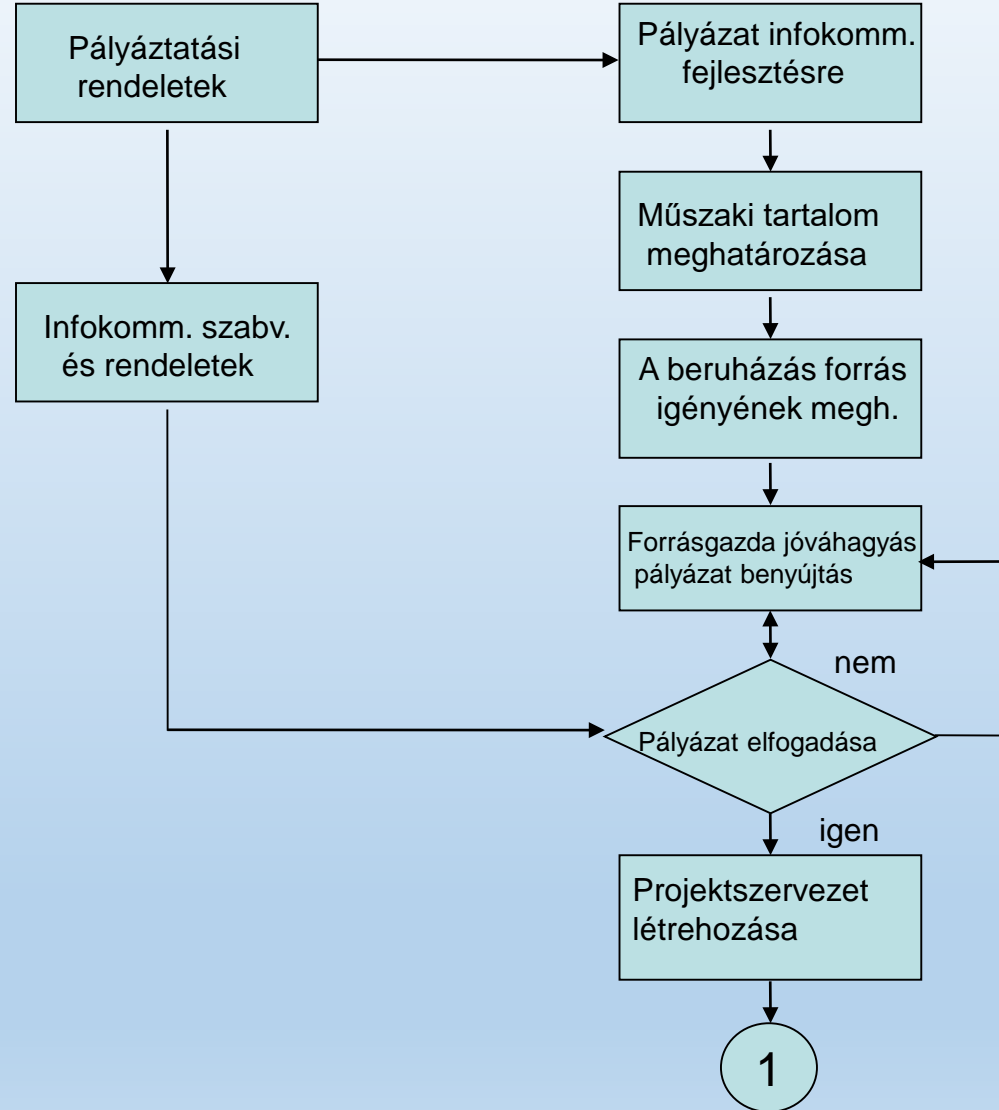 Pályáztatási
rendeletek
Pályázat infokomm.
fejlesztésre
Műszaki tartalom
meghatározása
Infokomm. szabv.
és rendeletek
A beruházás forrás
igényének megh.
Forrásgazda jóváhagyás
pályázat benyújtás
nem
Pályázat elfogadása
igen
Projektszervezet
létrehozása
1